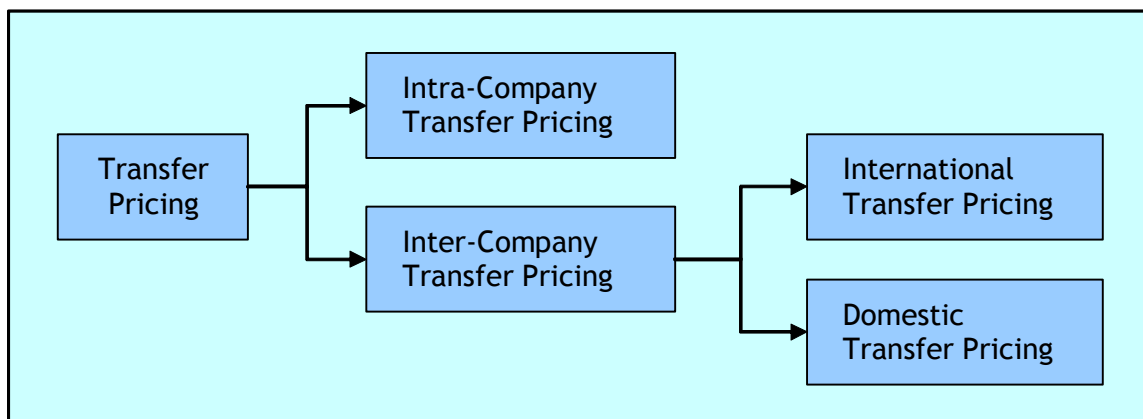 Transfer
Pricing
Intra-Company
Transfer Pricing
Inter-Company
Transfer Pricing
International
Transfer Pricing
Domestic
Transfer Pricing